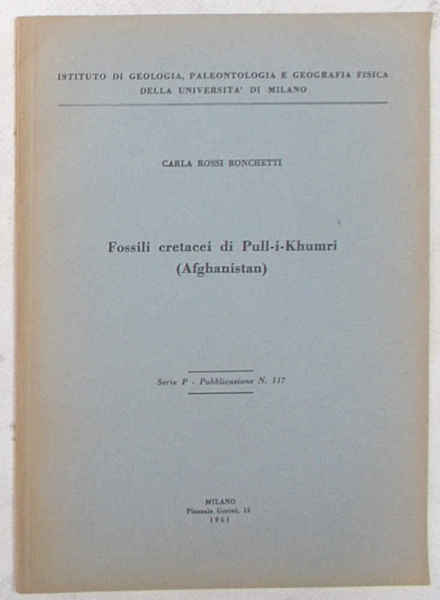 ISTITUTO DI GEOLOGIA, PALEONTOLOGIA E GEOGRAFIA FISICA
DELLA UNIVERSITA' DI MILANO
CARLA ROSSI RONCHETTI
Fossili cretacei di Pull-i-Khumri
(Afghanistan)
Serie P - Pubblicazione N. 117
MILANO
Piazzale Gorini, 15
1961